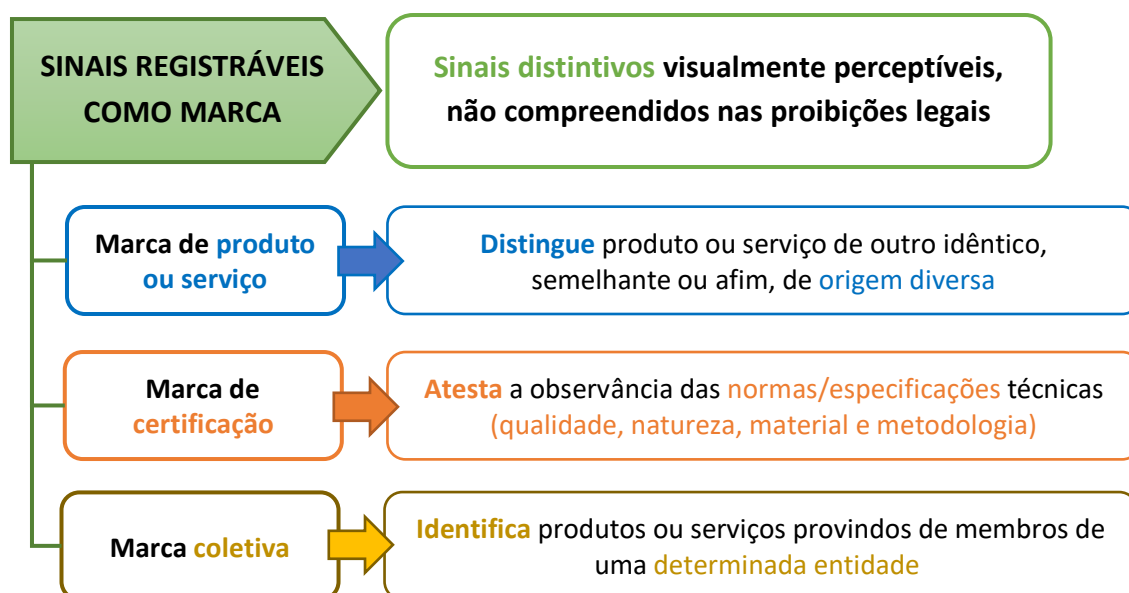 SINAIS REGISTRÁVEIS
COMO MARCA
Sinais distintivos visualmente perceptíveis,
não compreendidos nas proibições legais
Marca de produto
ou serviço
Distingue produto ou serviço de outro idêntico,
semelhante ou afim, de origem diversa
Marca de
certificação
Atesta a observância das normas/especificações técnicas
(qualidade, natureza, material e metodologia)
Marca coletiva
Identifica produtos ou serviços provindos de membros de
uma determinada entidade